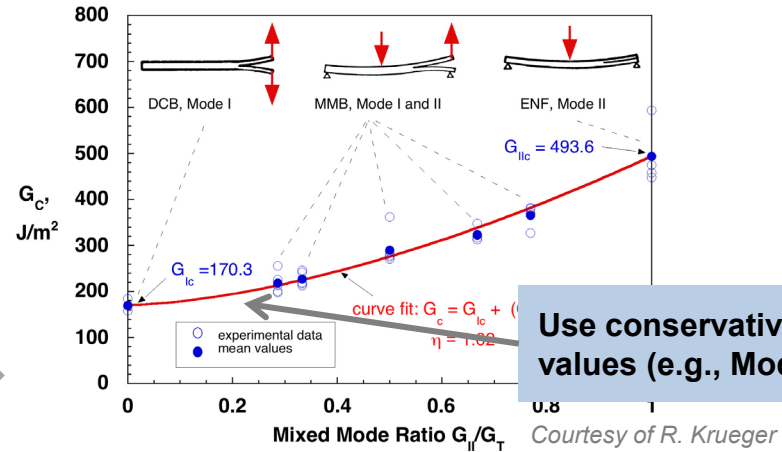 800
700
600
500
400
300
200
100
0
G_C,
J/m²
DCB, Mode I
MMB, Mode I and II
ENF, Mode II
G_IIc = 493.6
G_Ic =170.3
curve fit: G_c = G_Ic + (
η = 1.62
experimental data
mean values
Use conservativ
values (e.g., Mod
0
0.2
0.4
0.6
0.8
1
Mixed Mode Ratio G_II/G_T
Courtesy of R. Krueger